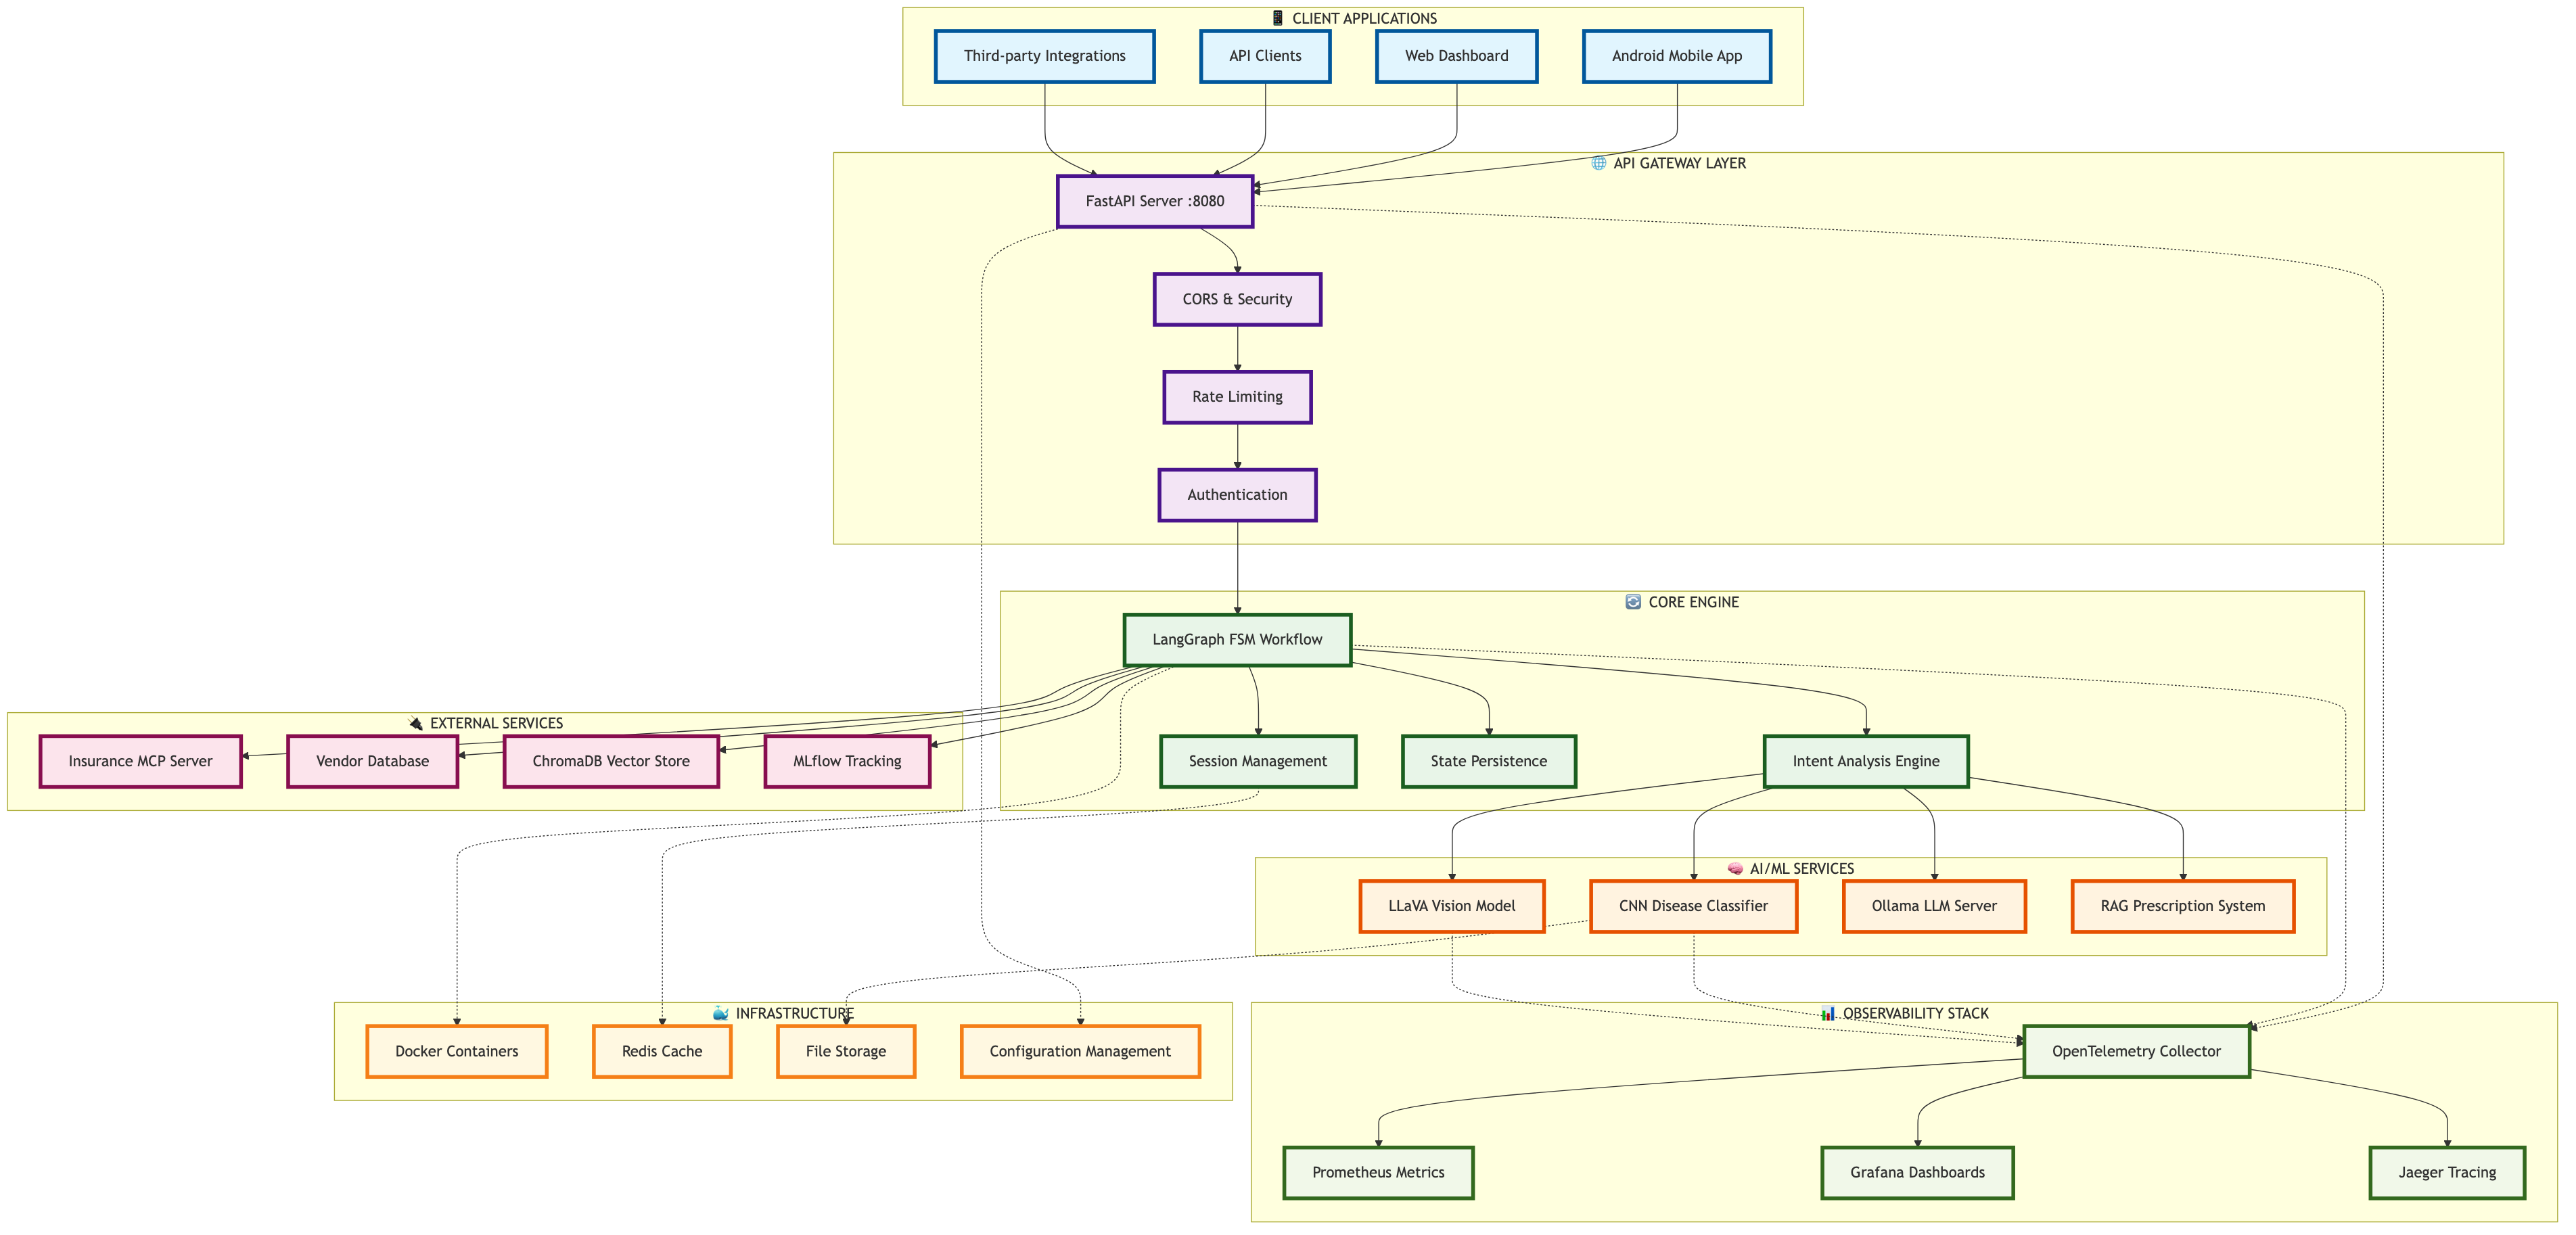 📱 CLIENT APPLICATIONS
Third-party Integrations
API Clients
Web Dashboard
Android Mobile App
🌐 API GATEWAY LAYER
FastAPI Server :8080
CORS & Security
Rate Limiting
Authentication
🔄 CORE ENGINE
LangGraph FSM Workflow
🔌 EXTERNAL SERVICES
Insurance MCP Server
Vendor Database
ChromaDB Vector Store
MLflow Tracking
Session Management
State Persistence
Intent Analysis Engine
🧠 AI/ML SERVICES
LLaVA Vision Model
CNN Disease Classifier
Ollama LLM Server
RAG Prescription System
🐳 INFRASTRUCTURE
Docker Containers
Redis Cache
File Storage
Configuration Management
📊 OBSERVABILITY STACK
OpenTelemetry Collector
Prometheus Metrics
Grafana Dashboards
Jaeger Tracing